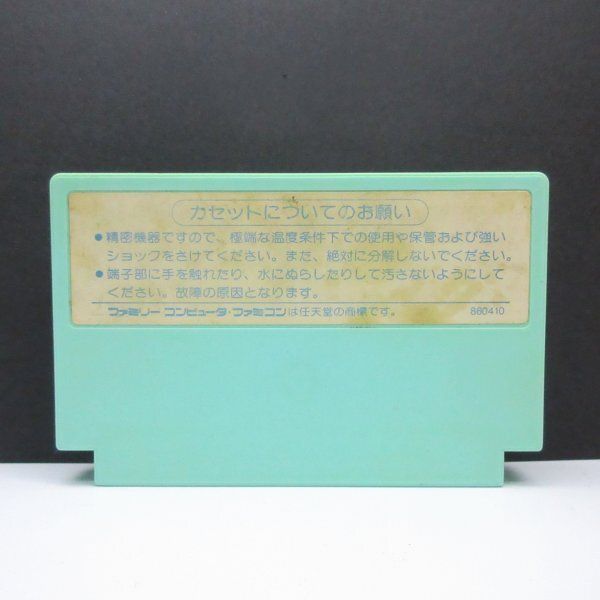 カセットについてのお願い
●精密機器ですので、極端な温度条件下での使用や保管および強い
ショックをさけてください。また、絶対に分解しないでください。
●端子部に手を触れたり、水にぬらしたりして汚さないようにして
ください。故障の原因となります。
ファミリーコンピュータ・ファミコンは任天堂の商標です。 860410